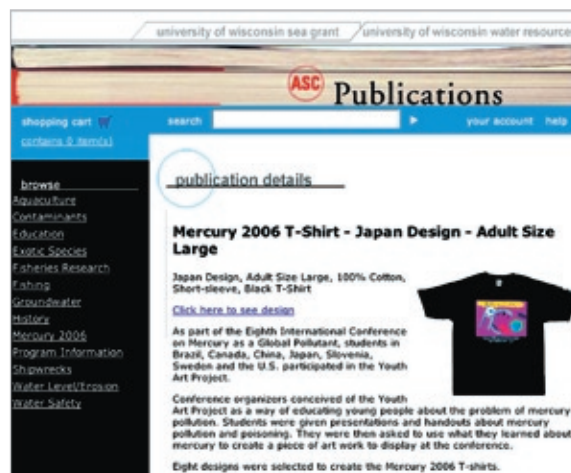 university of wisconsin sea grant
university of wisconsin water resources
ASC Publications
shopping cart
contains 0 item(s)
search
your account help
browse
Aquaculture
Contaminants
Education
Exotic Species
Fisheries Research
Fishing
Groundwater
History
Mercury 2006
Program Information
Shipwrecks
Water Level/Erosion
Water Safety
publication details
Mercury 2006 T-Shirt - Japan Design - Adult Size
Large
Japan Design, Adult Size Large, 100% Cotton,
Short-sleeve, Black T-Shirt
Click here to see design
As part of the Eighth International Conference
on Mercury as a Global Pollutant, students in
Brazil, Canada, China, Japan, Slovenia,
Sweden and the U.S. participated in the Youth
Art Project.
Conference organizers conceived of the Youth
Art Project as a way of educating young people about the problem of mercury
pollution. Students were given presentations and handouts about mercury
pollution and poisoning. They were then asked to use what they learned about
mercury to create a piece of art work to display at the conference.
Eight designs were selected to create the Mercury 2006 T-shirts.